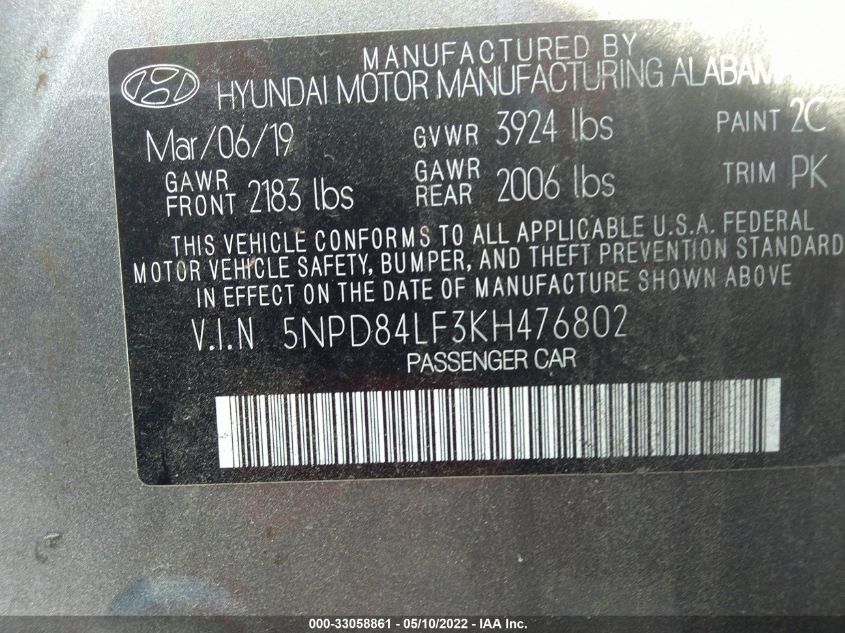 MANUFACTURED BY
HYUNDAI MOTOR MANUFACTURING ALABAM
Mar/06/19 GVWR 3924 lbs PAINT 2C
GAWR FRONT 2183 lbs GAWR REAR 2006 lbs TRIM PK
THIS VEHICLE CONFORMS TO ALL APPLICABLE U.S.A. FEDERAL
MOTOR VEHICLE SAFETY, BUMPER, AND THEFT PREVENTION STANDARD
IN EFFECT ON THE DATE OF MANUFACTURE SHOWN ABOVE
V.I.N 5NPD84LF3KH476802
PASSENGER CAR
000-33058861 - 05/10/2022 - IAA Inc.